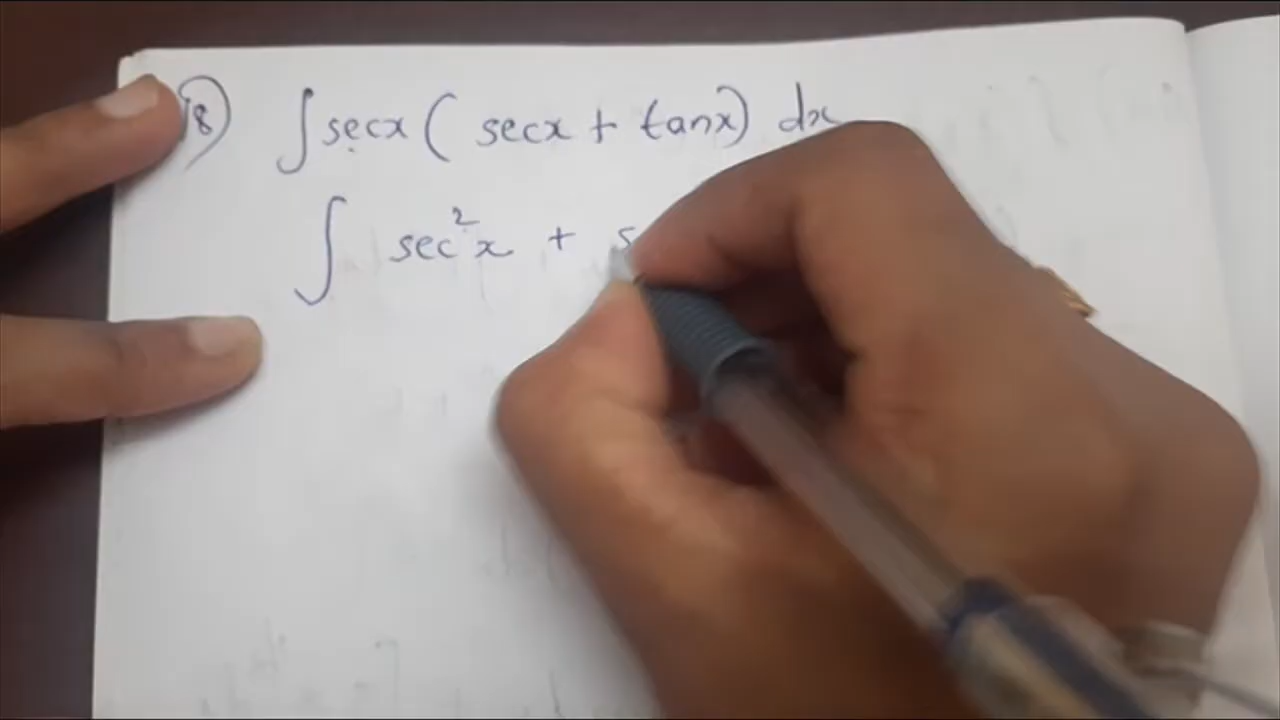 18) ∫ secx ( secx + tanx) dx
∫ sec²x + s